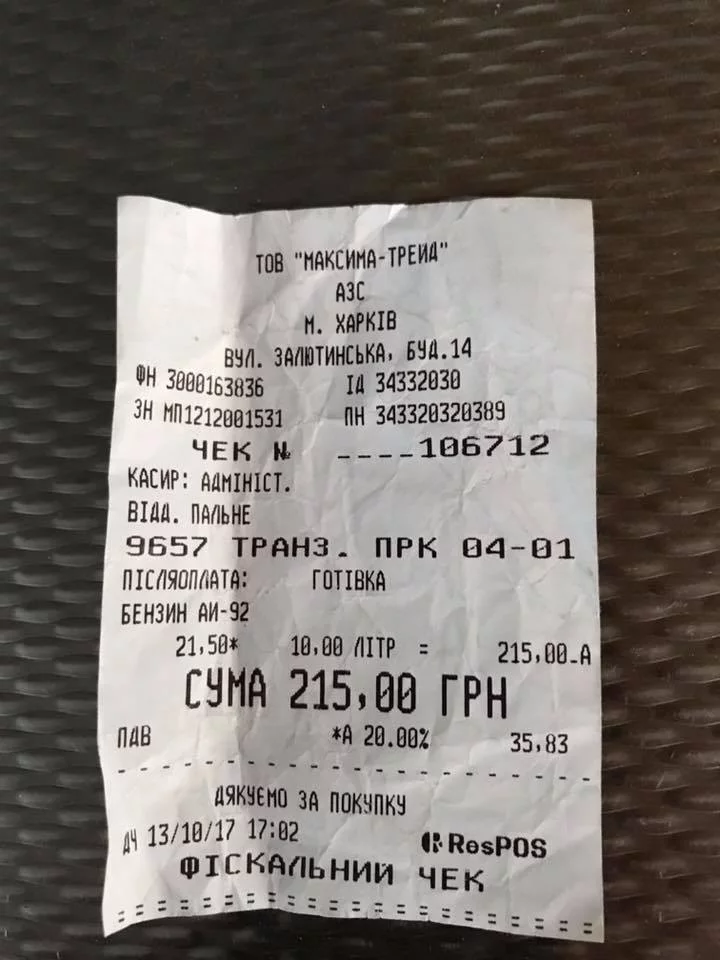 ТОВ "МАКСИМА-ТРЕЙД"
АЗС
М. ХАРКІВ
ВУЛ. ЗАЛЮТИНСЬКА, БУД.14
ФН 3000163836 ІД 34332030
ЗН МП1212001531 ПН 343320320389
ЧЕК № ____106712
КАСИР: АДМІНІСТ.
ВІДД. ПАЛЬНЕ
9657 ТРАНЗ. ПРК 04-01
ПІСЛЯОПЛАТА: ГОТІВКА
БЕНЗИН АИ-92
21,50* 10,00 ЛІТР = 215,00_А
СУМА 215,00 ГРН
ПДВ *А 20.00% 35,83
ДЯКУЄМО ЗА ПОКУПКУ
ДЧ 13/10/17 17:02
ResPOS
ФІСКАЛЬНИЙ ЧЕК